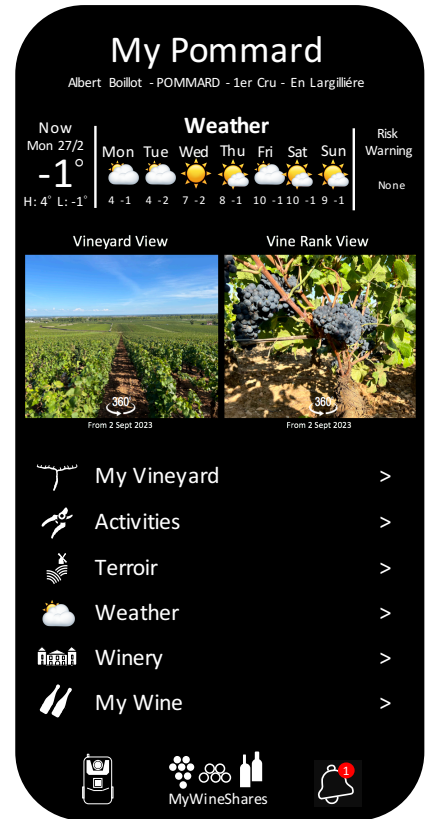 My Pommard
Albert Boillot - POMMARD - 1er Cru - En Largilliére
Now
Mon 27/2
-1°
H: 4° L: -1°
Weather
Mon Tue Wed Thu Fri Sat Sun
4 -1 4 -2 7 -2 8 -1 10 -1 10 -1 9 -1
Risk
Warning
None
Vineyard View
Vine Rank View
360
360
From 2 Sept 2023
From 2 Sept 2023
My Vineyard >
Activities >
Terroir >
Weather >
Winery >
My Wine >
MyWineShares
1